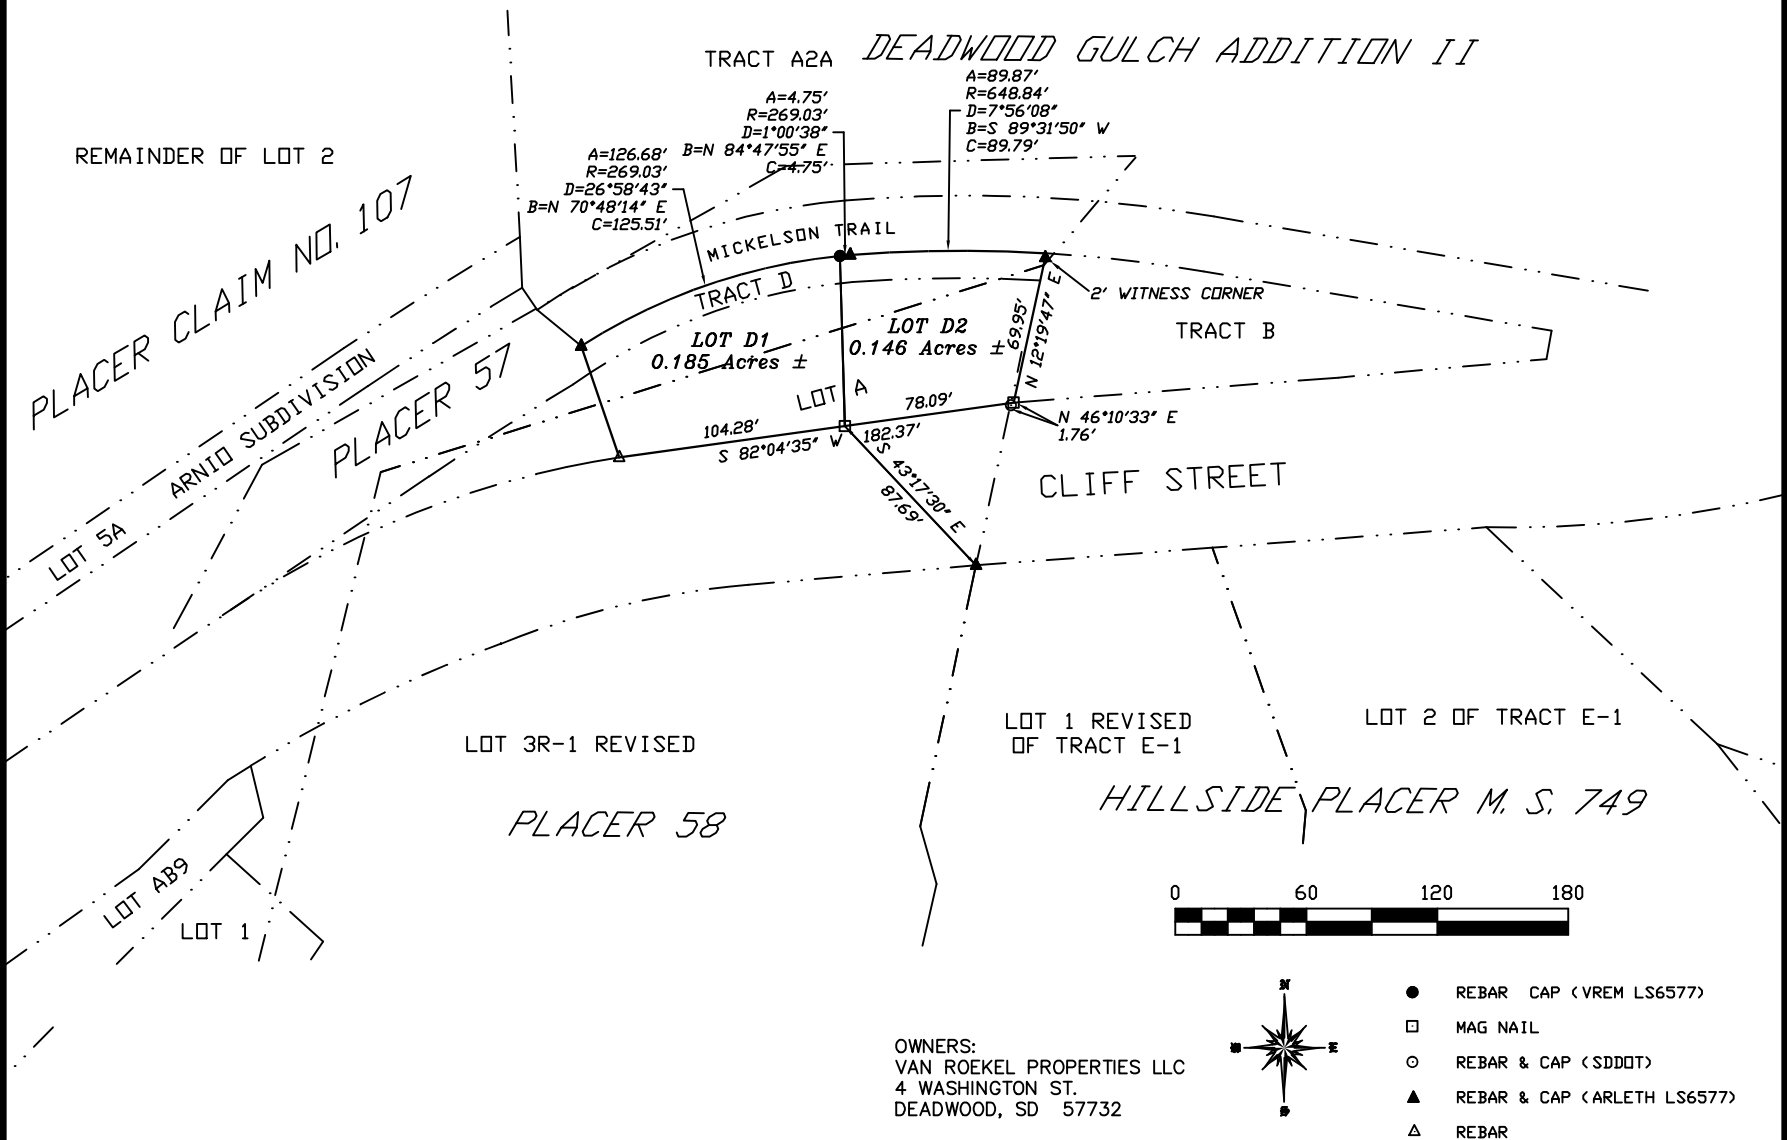 TRACT A2A
DEADWOOD GULCH ADDITION II
A=89.87'
R=648.84'
D=7°56'08"
B=S 89°31'50" W
C=89.79'
A=4.75'
R=269.03'
D=1°00'38"
B=N 84°47'55" E
C=4.75'
REMAINDER OF LOT 2
A=126.68'
R=269.03'
D=26°58'43"
B=N 70°48'14" E
C=125.51'
PLACER CLAIM NO. 107
MICKELSON TRAIL
TRACT D
2' WITNESS CORNER
LOT D1
0.185 Acres ±
LOT D2
0.146 Acres ±
69.95'
N 12°19'47" E
TRACT B
ARNIO SUBDIVISION
PLACER 57
LOT A
78.09'
104.28'
S 82°04'35" W
182.37'
N 46°10'33" E
1.76'
S 43°17'30" E
87.69'
CLIFF STREET
LOT 5A
LOT 3R-1 REVISED
LOT 1 REVISED
OF TRACT E-1
LOT 2 OF TRACT E-1
PLACER 58
HILLSIDE PLACER M. S. 749
LOT AB9
LOT 1
0 60 120 180
N
E
S
W
OWNERS:
VAN ROEKEL PROPERTIES LLC
4 WASHINGTON ST.
DEADWOOD, SD 57732
REBAR CAP (VREM LS6577)
MAG NAIL
REBAR & CAP (SDDOT)
REBAR & CAP (ARLETH LS6577)
REBAR